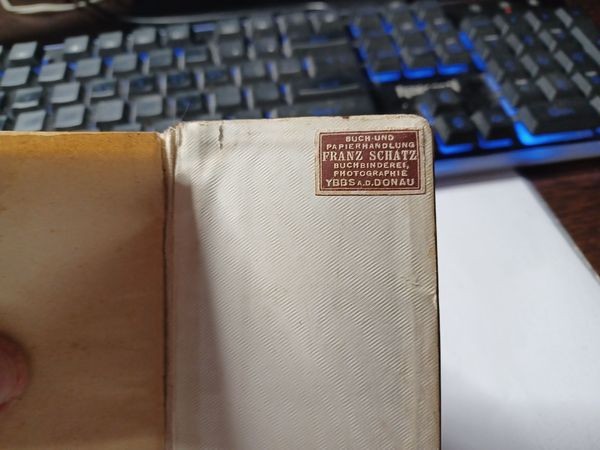 BUCH-UND
PAPIERHANDLUNG
FRANZ SCHATZ
BUCHBINDEREI,
PHOTOGRAPHIE
YBBS A.D. DONAU